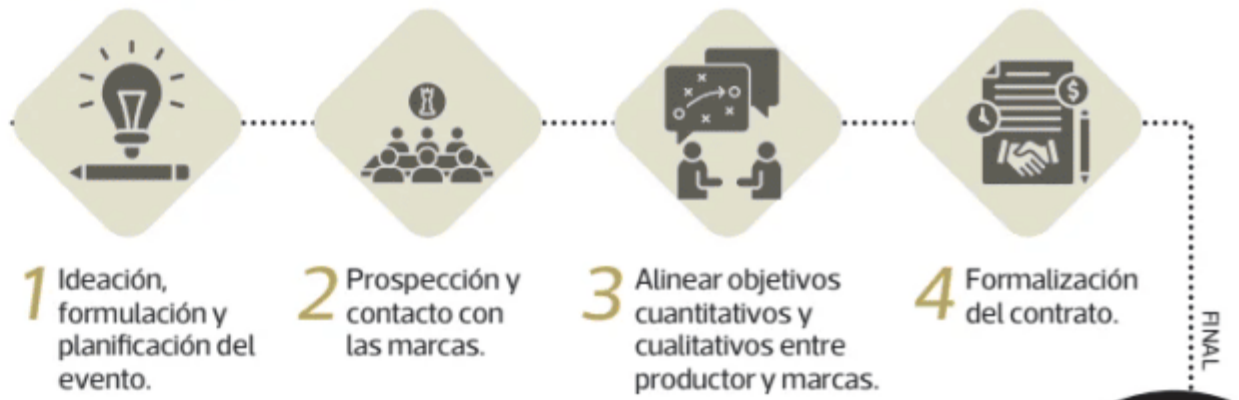 1 Ideación,
formulación y
planificación del
evento.
2 Prospección y
contacto con
las marcas.
3 Alinear objetivos
cuantitativos y
cualitativos entre
productor y marcas.
4 Formalización
del contrato.
$
FINAL